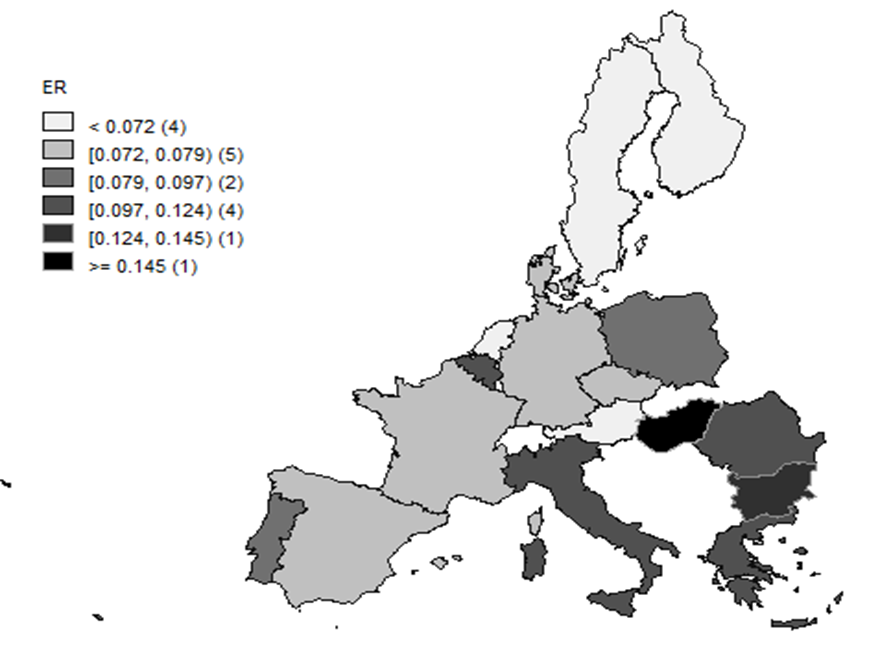 ER
< 0.072 (4)
[0.072, 0.079) (5)
[0.079, 0.097) (2)
[0.097, 0.124) (4)
[0.124, 0.145) (1)
>= 0.145 (1)